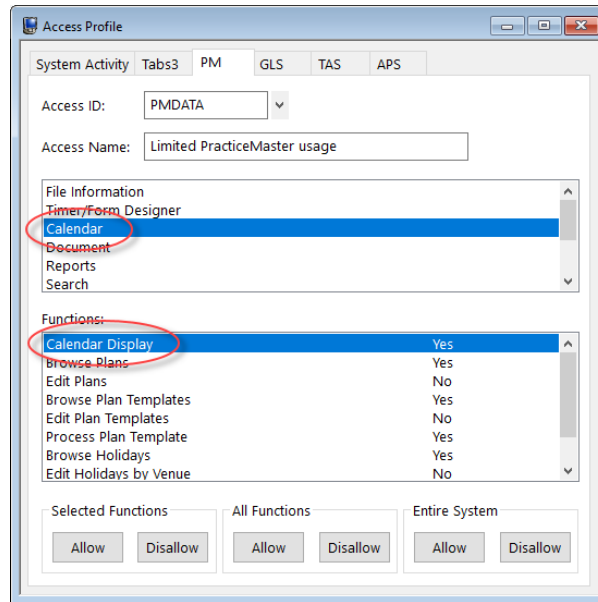 Access Profile
System Activity Tabs3 PM GLS TAS APS
Access ID: PMDATA
Access Name: Limited PracticeMaster usage
File Information
Timer/Form Designer
Calendar
Document
Reports
Search
Functions:
Calendar Display Yes
Browse Plans Yes
Edit Plans No
Browse Plan Templates Yes
Edit Plan Templates No
Process Plan Template Yes
Browse Holidays Yes
Edit Holidays by Venue No
Selected Functions All Functions Entire System
Allow Disallow Allow Disallow Allow Disallow